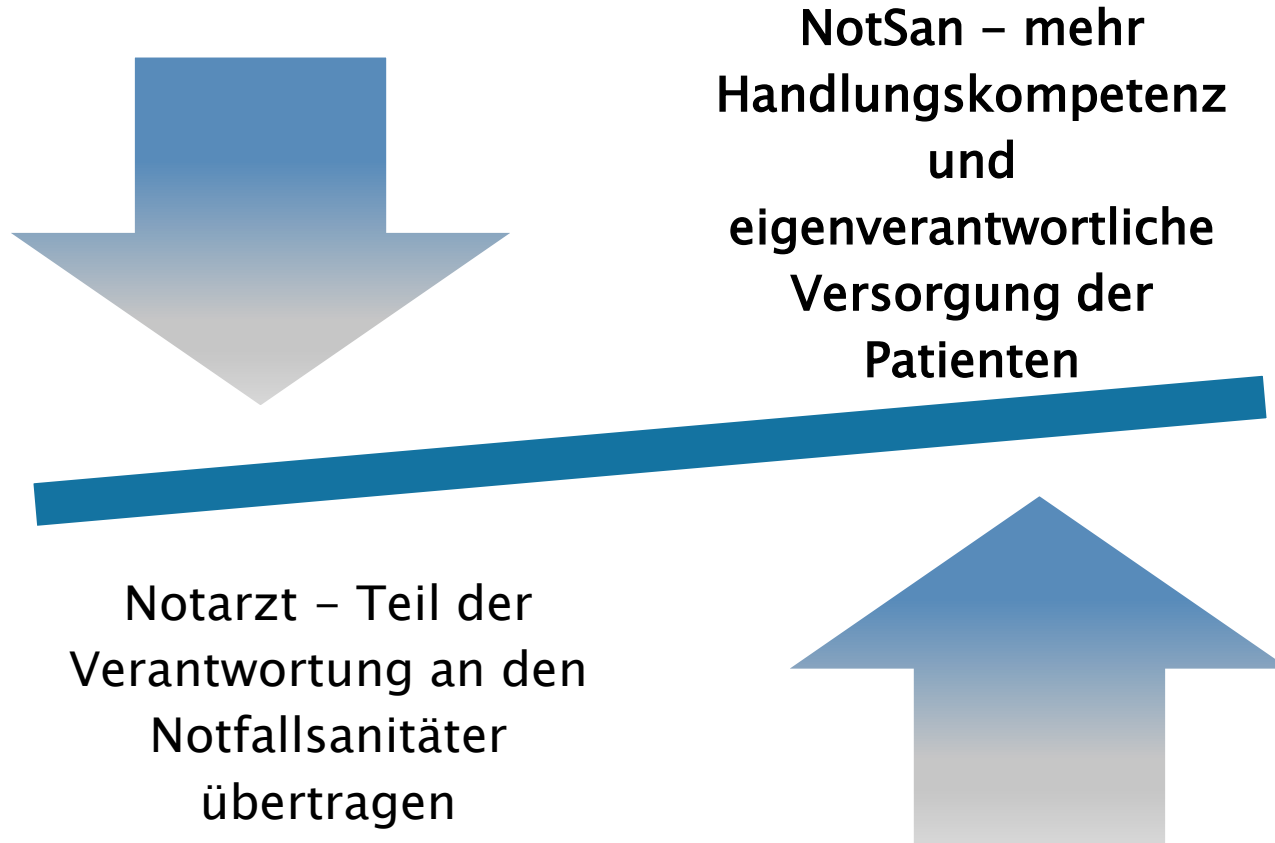 NotSan – mehr
Handlungskompetenz
und
eigenverantwortliche
Versorgung der
Patienten
Notarzt – Teil der
Verantwortung an den
Notfallsanitäter
übertragen